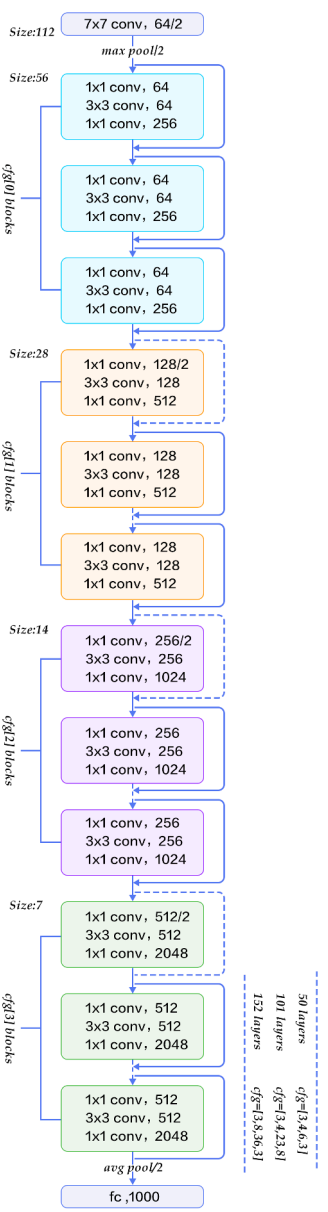 7x7 conv, 64/2
Size:112
max pool/2
Size:56
1x1 conv, 64
3x3 conv, 64
1x1 conv, 256
cfg[0] blocks
1x1 conv, 64
3x3 conv, 64
1x1 conv, 256
1x1 conv, 64
3x3 conv, 64
1x1 conv, 256
Size:28
1x1 conv, 128/2
3x3 conv, 128
1x1 conv, 512
cfg[1] blocks
1x1 conv, 128
3x3 conv, 128
1x1 conv, 512
1x1 conv, 128
3x3 conv, 128
1x1 conv, 512
Size:14
1x1 conv, 256/2
3x3 conv, 256
1x1 conv, 1024
cfg[2] blocks
1x1 conv, 256
3x3 conv, 256
1x1 conv, 1024
1x1 conv, 256
3x3 conv, 256
1x1 conv, 1024
Size:7
1x1 conv, 512/2
3x3 conv, 512
1x1 conv, 2048
cfg[3] blocks
1x1 conv, 512
3x3 conv, 512
1x1 conv, 2048
1x1 conv, 512
3x3 conv, 512
1x1 conv, 2048
avg pool/2
fc ,1000
50 layers cfg=[3,4,6,3]
101 layers cfg=[3,4,23,8]
152 layers cfg=[3,8,36,3]